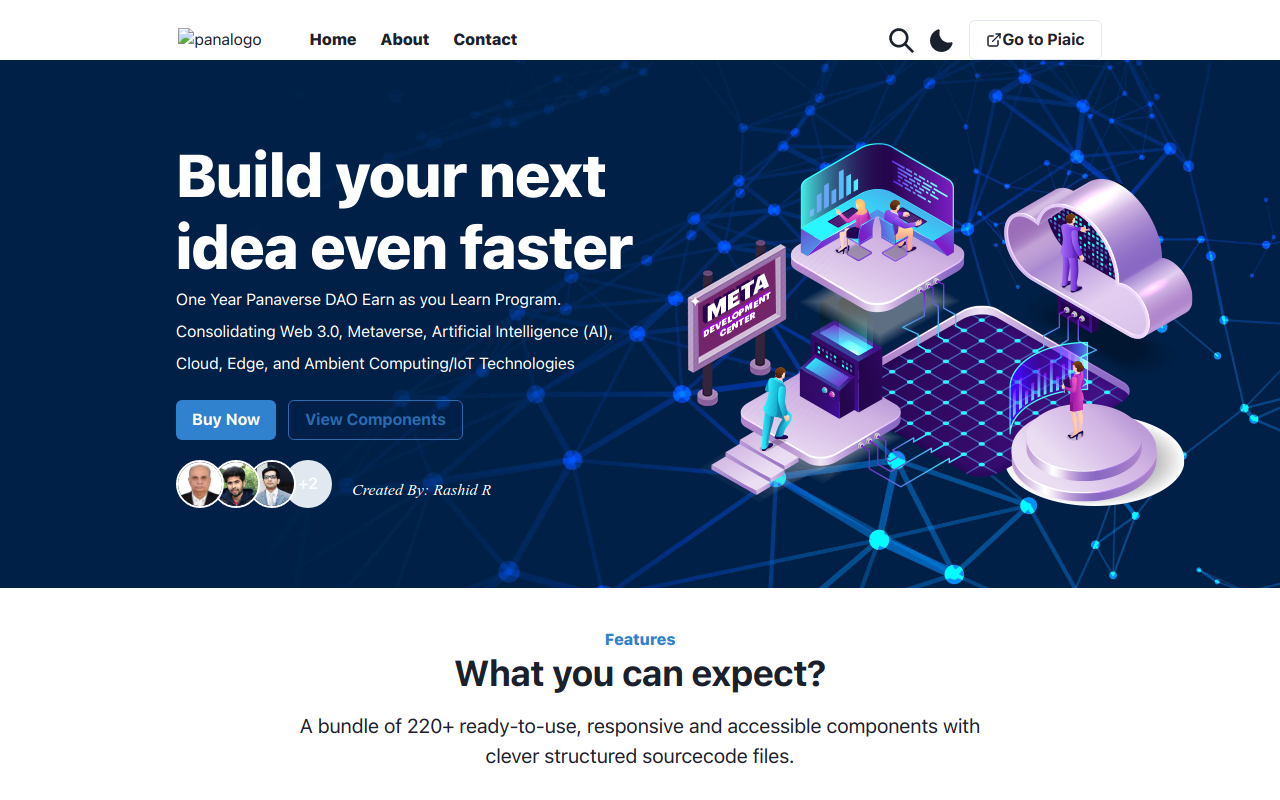 panalogo Home About Contact Go to Piaic
Build your next
idea even faster
One Year Panaverse DAO Earn as you Learn Program.
Consolidating Web 3.0, Metaverse, Artificial Intelligence (AI),
Cloud, Edge, and Ambient Computing/IoT Technologies
Buy Now View Components
+2 Created By: Rashid R
META
DEVELOPMENT
CENTER
Features
What you can expect?
A bundle of 220+ ready-to-use, responsive and accessible components with
clever structured sourcecode files.